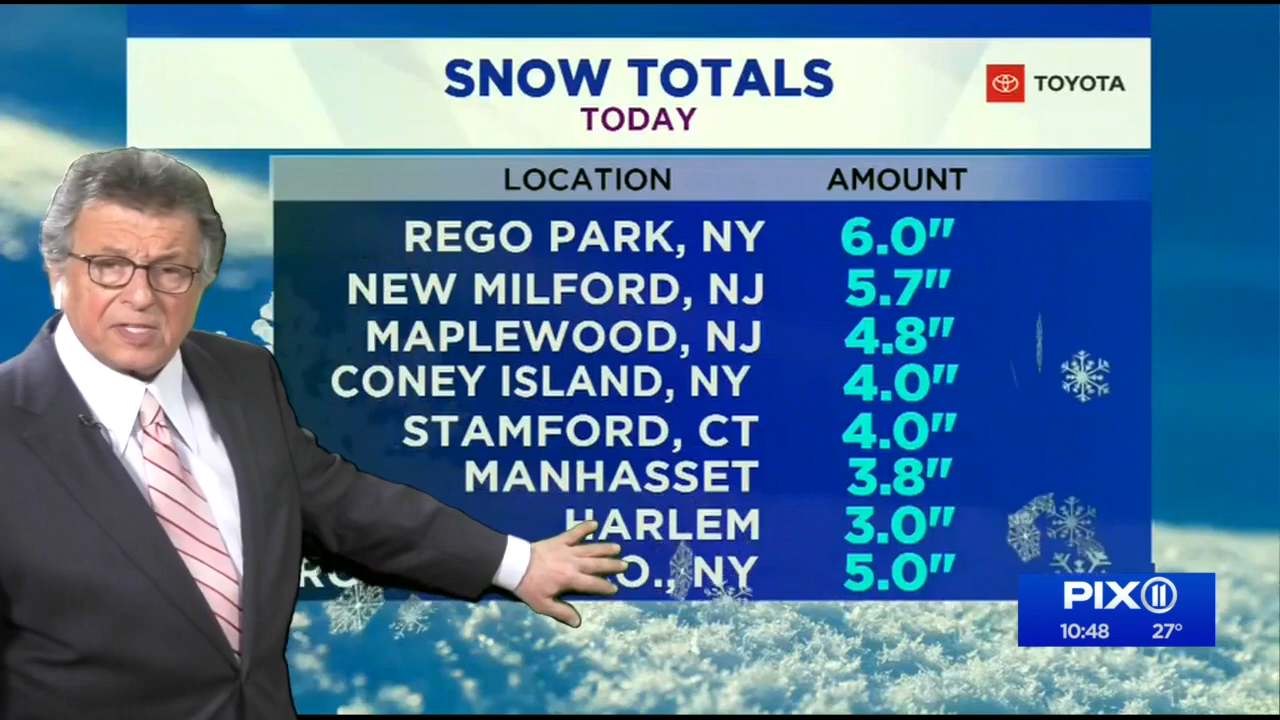 SNOW TOTALS
TODAY
TOYOTA
LOCATION AMOUNT
REGO PARK, NY 6.0"
NEW MILFORD, NJ 5.7"
MAPLEWOOD, NJ 4.8"
CONEY ISLAND, NY 4.0"
STAMFORD, CT 4.0"
MANHASSET 3.8"
HARLEM 3.0"
NY 5.0"
PIX11
10:48 27°